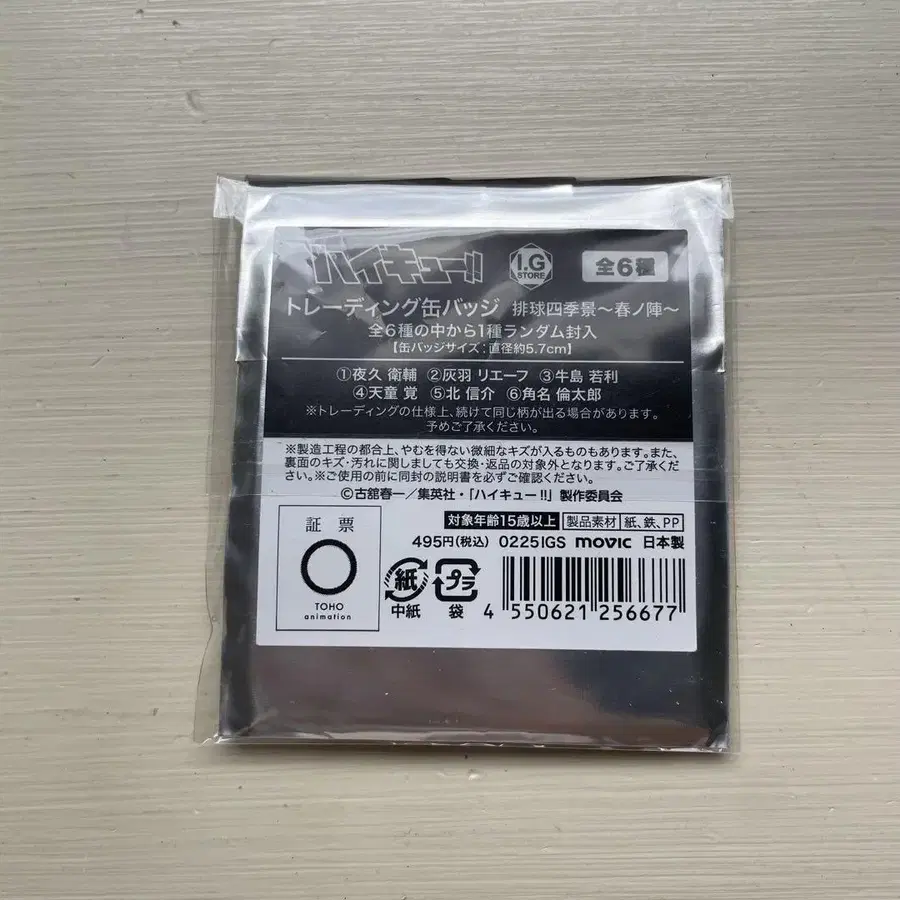 ハイキュー!!
I.G STORE
全6種
トレーディング缶バッジ 排球四季景~春ノ陣~
全6種の中から1種ランダム封入
【缶バッジサイズ:直径約5.7cm】
①夜久 衛輔 ②灰羽 リエーフ ③牛島 若利
④天童 覚 ⑤北 信介 ⑥角名 倫太郎
※トレーディングの仕様上、続けて同じ柄が出る場合があります。
予めご了承ください。
※製造工程の都合上、やむを得ない微細なキズが入るものもあります。また、
裏面のキズ・汚れに関しましても交換・返品の対象外となります。ご了承くだ
さい。※ご使用の前に同封の説明書を必ずご確認ください。
©古舘春一/集英社・「ハイキュー!!」製作委員会
対象年齢15歳以上 製品素材 紙、鉄、PP
495円(税込) 0225IGS movic 日本製
証票
TOHO
animation
紙 プラ
中紙 袋
4 550621 256677